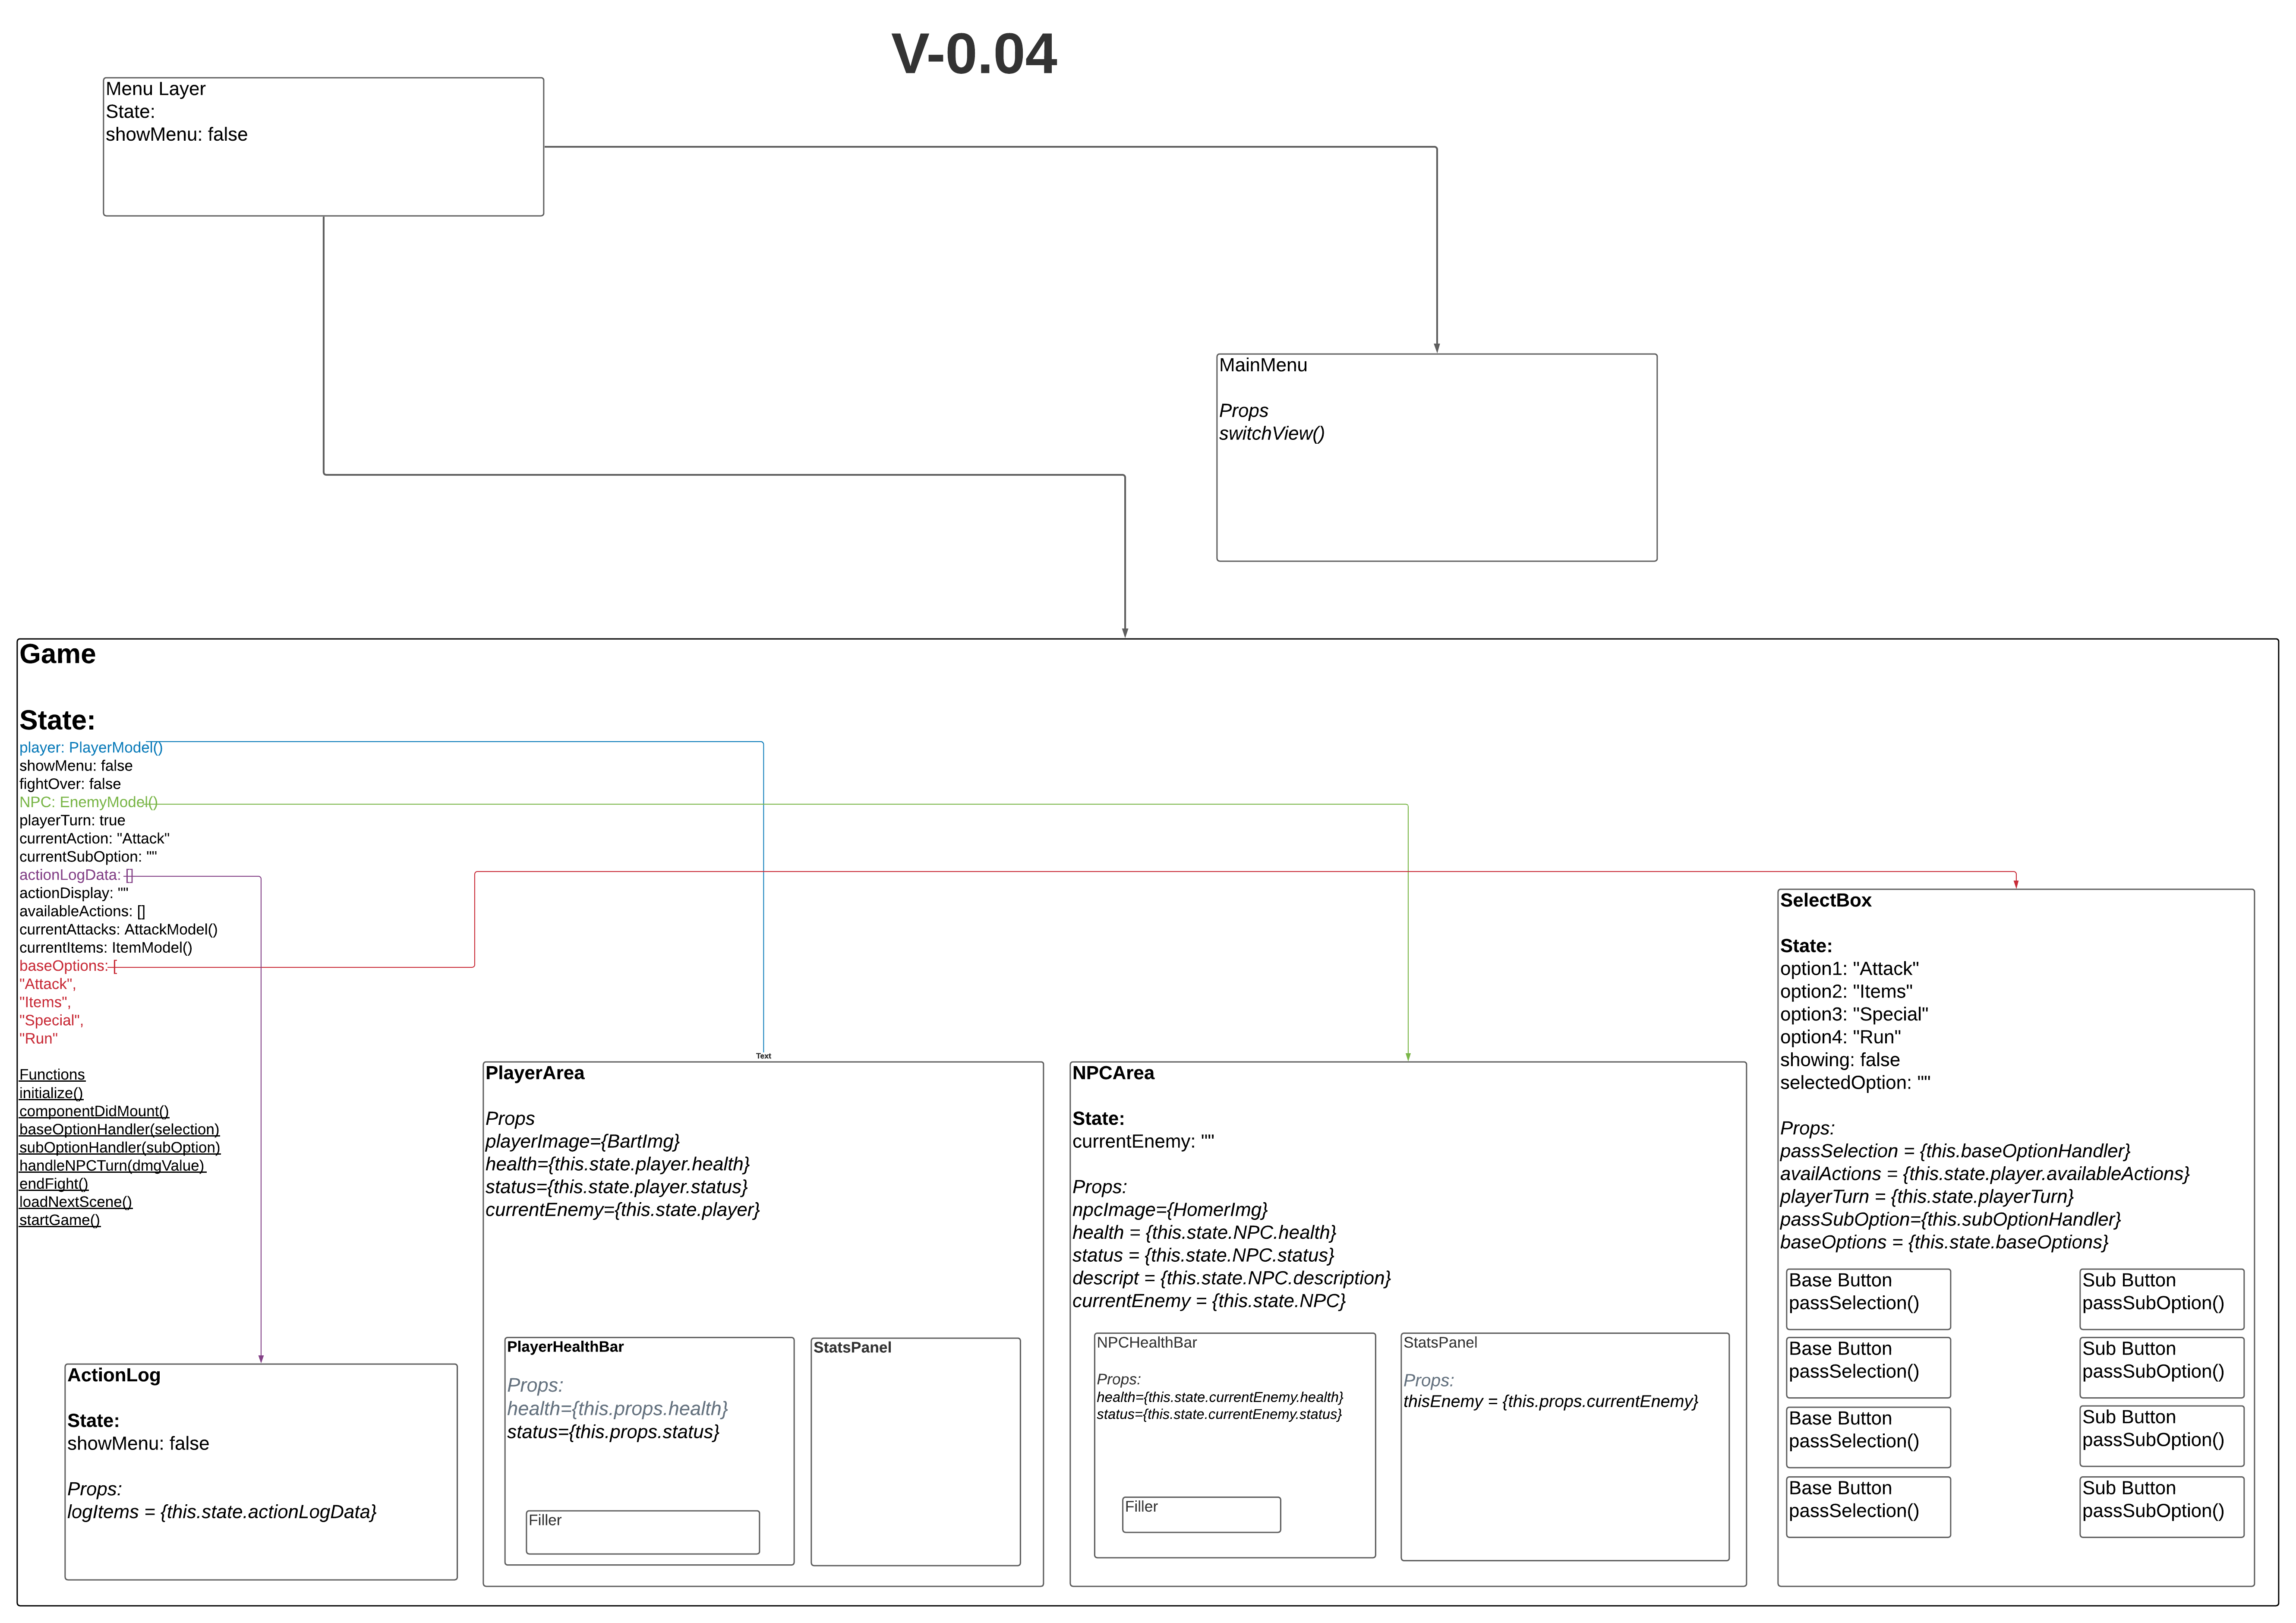 V-0.04
Menu Layer
State:
showMenu: false
MainMenu
Props
switchView()
Game
State:
player: PlayerModel()
showMenu: false
fightOver: false
NPC: EnemyModel()
playerTurn: true
currentAction: "Attack"
currentSubOption: ""
actionLogData: []
actionDisplay: ""
availableActions: []
currentAttacks: AttackModel()
currentItems: ItemModel()
baseOptions: [
"Attack",
"Items",
"Special",
"Run"
Functions
initialize()
componentDidMount()
baseOptionHandler(selection)
subOptionHandler(subOption)
handleNPCTurn(dmgValue)
endFight()
loadNextScene()
startGame()
ActionLog
State:
showMenu: false
Props:
logItems = {this.state.actionLogData}
Text
PlayerArea
Props
playerImage={BartImg}
health={this.state.player.health}
status={this.state.player.status}
currentEnemy={this.state.player}
PlayerHealthBar
Props:
health={this.props.health}
status={this.props.status}
Filler
StatsPanel
NPCArea
State:
currentEnemy: ""
Props:
npcImage={HomerImg}
health = {this.state.NPC.health}
status = {this.state.NPC.status}
descript = {this.state.NPC.description}
currentEnemy = {this.state.NPC}
NPCHealthBar
Props:
health={this.state.currentEnemy.health}
status={this.state.currentEnemy.status}
Filler
StatsPanel
Props:
thisEnemy = {this.props.currentEnemy}
SelectBox
State:
option1: "Attack"
option2: "Items"
option3: "Special"
option4: "Run"
showing: false
selectedOption: ""
Props:
passSelection = {this.baseOptionHandler}
availActions = {this.state.player.availableActions}
playerTurn = {this.state.playerTurn}
passSubOption={this.subOptionHandler}
baseOptions = {this.state.baseOptions}
Base Button
passSelection()
Sub Button
passSubOption()
Base Button
passSelection()
Sub Button
passSubOption()
Base Button
passSelection()
Sub Button
passSubOption()
Base Button
passSelection()
Sub Button
passSubOption()